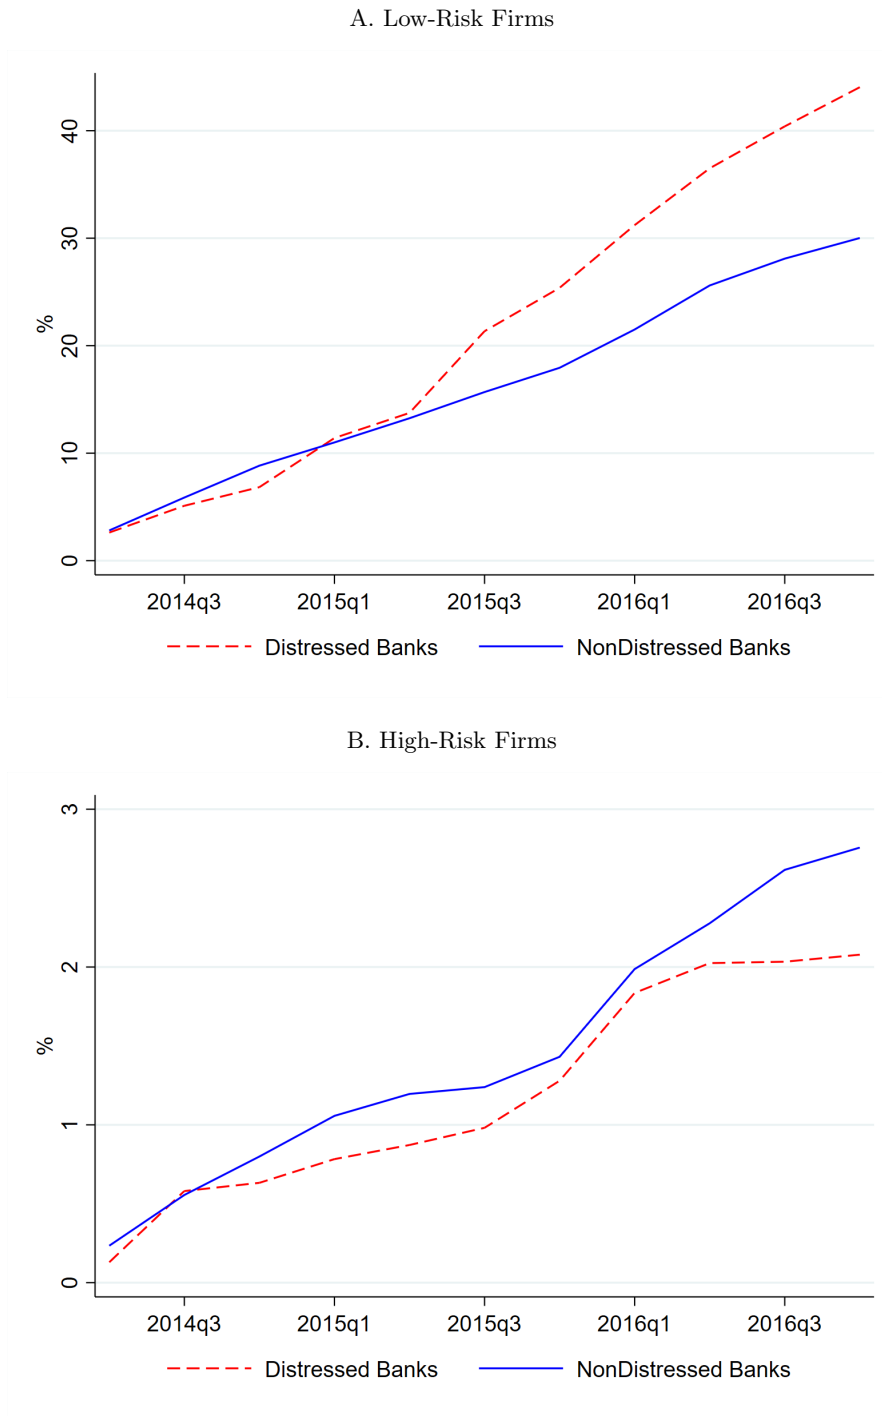 A. Low-Risk Firms
40
30
20
10
0
%
2014q3 2015q1 2015q3 2016q1 2016q3
Distressed Banks NonDistressed Banks
B. High-Risk Firms
3
2
1
0
%
2014q3 2015q1 2015q3 2016q1 2016q3
Distressed Banks NonDistressed Banks